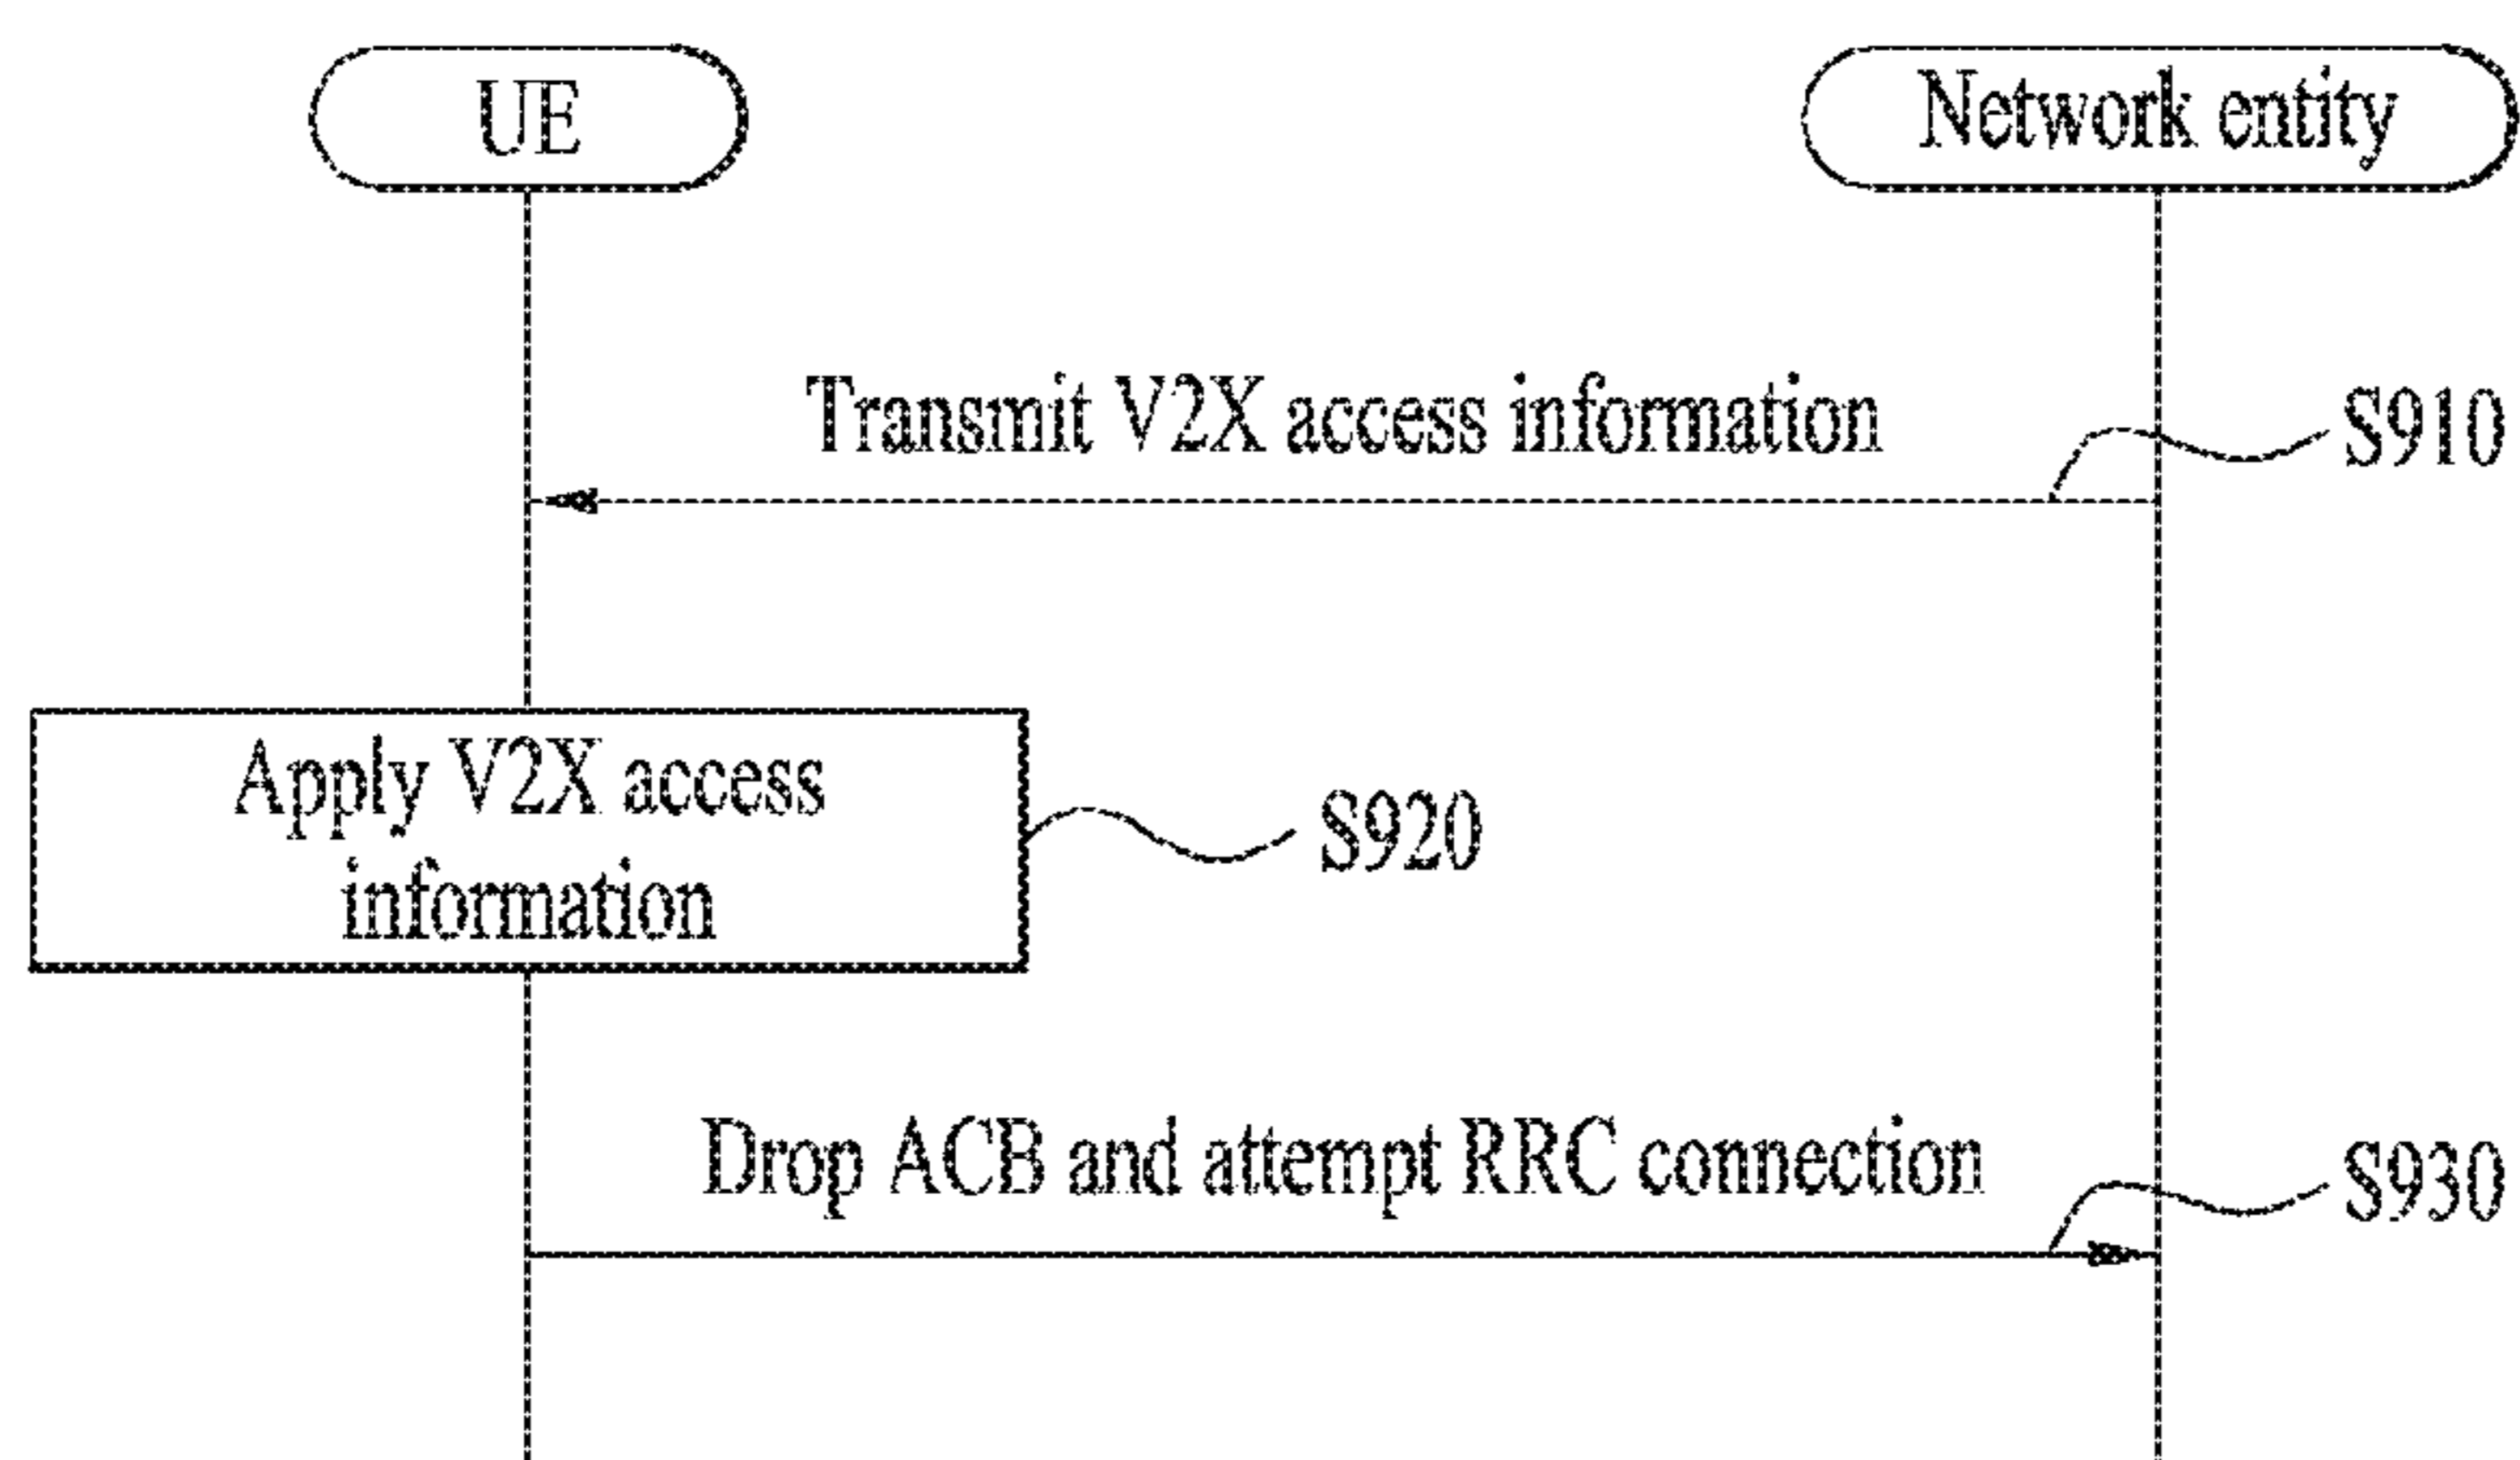 UE
Network entity
Transmit V2X access information
S910
Apply V2X access
information
S920
Drop ACB and attempt RRC connection
S930